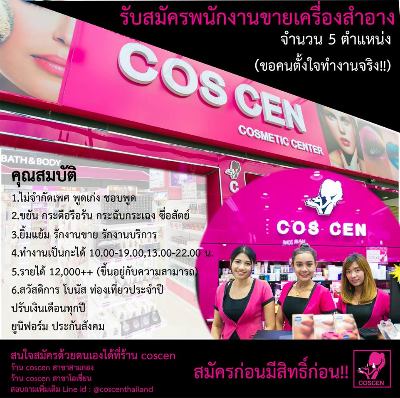 รับสมัครพนักงานขายเครื่องสำอาง
จำนวน 5 ตำแหน่ง
(ขอคนตั้งใจทำงานจริง!!)
COS CEN
COSMETIC CENTER
BATH & BODY
คุณสมบัติ
1.ไม่จำกัดเพศ พูดเก่ง ชอบพูด
2.ขยัน กระตือรือร้น กระฉับกระเฉง ซื่อสัตย์
3.ยิ้มแย้ม รักงานขาย รักงานบริการ
4.ทำงานเป็นกะได้ 10.00-19.00,13.00-22.00 น.
5.รายได้ 12,000++ (ขึ้นอยู่กับความสามารถ)
6.สวัสดิการ โบนัส ท่องเที่ยวประจำปี
ปรับเงินเดือนทุกปี
ยูนิฟอร์ม ประกันสังคม
COS CEN
สนใจสมัครด้วยตนเองได้ที่ร้าน coscen
ร้าน coscen สาขาสามกอง
ร้าน coscen สาขาโลเชี่ยน
สอบถามเพิ่มเติม Line id : @coscenthailand
สมัครก่อนมีสิทธิ์ก่อน!!
COSCEN